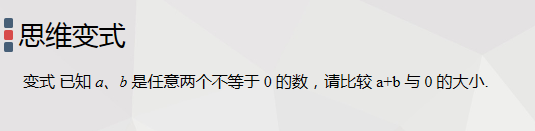 思维变式
变式 已知 a、b 是任意两个不等于 0 的数，请比较 a+b 与 0 的大小.